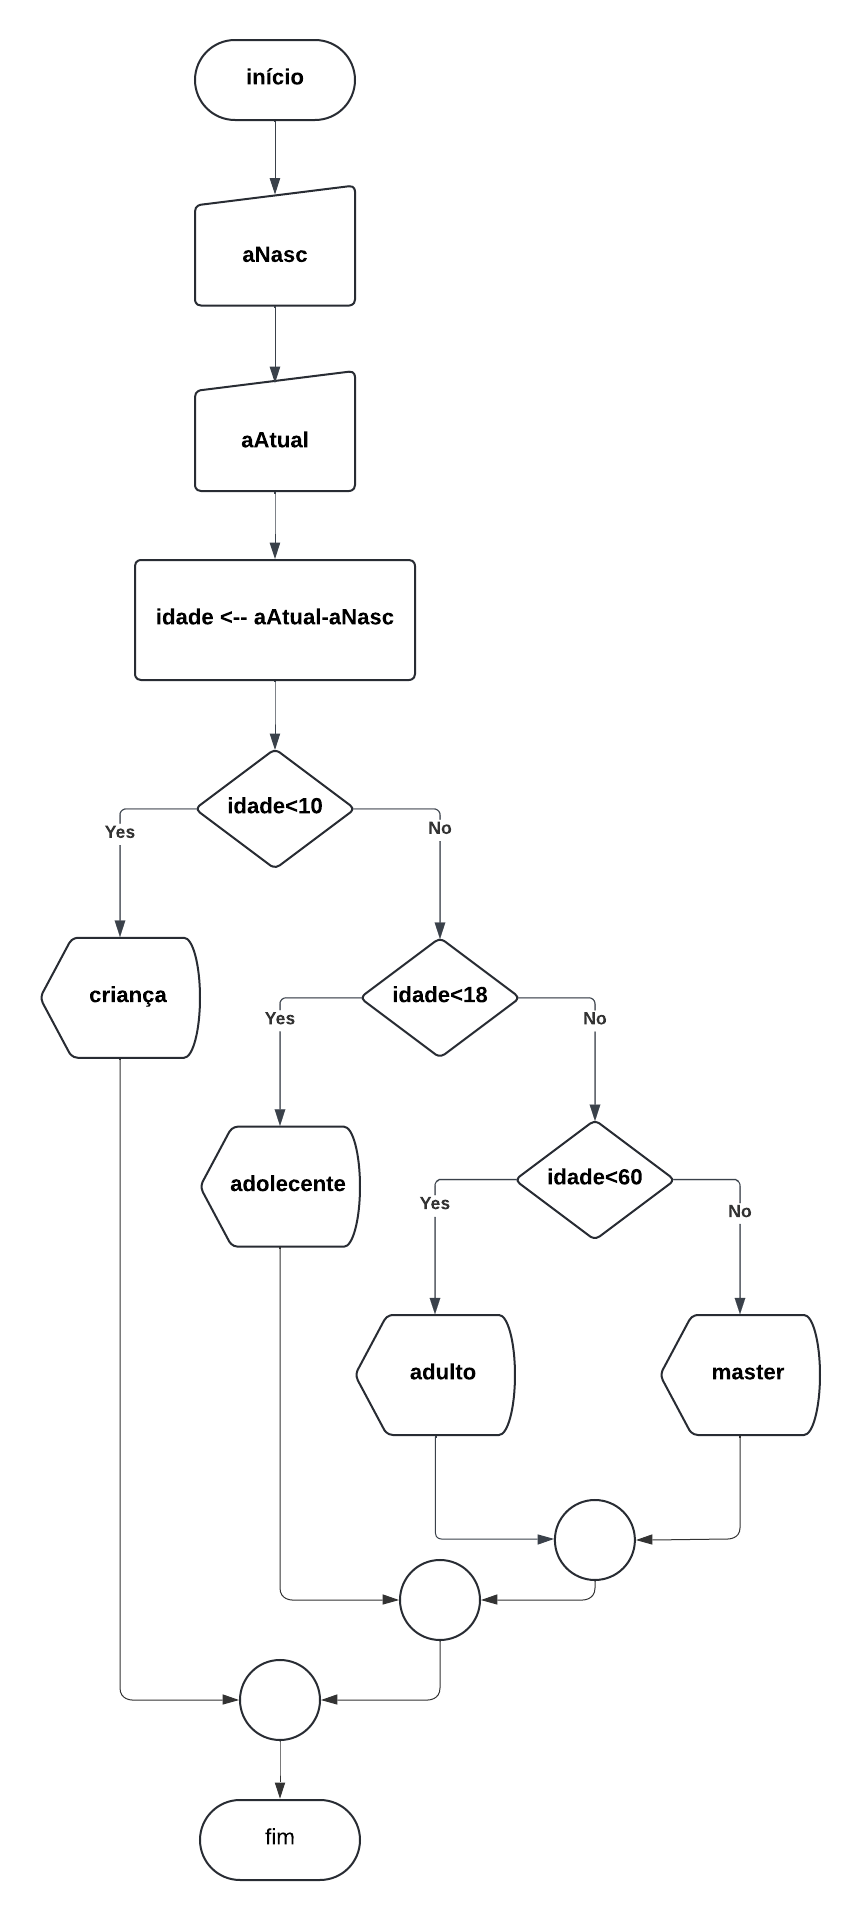 início
aNasc
aAtual
idade <-- aAtual-aNasc
idade<10
Yes
No
criança
idade<18
Yes
No
adolecente
idade<60
Yes
No
adulto
master
fim